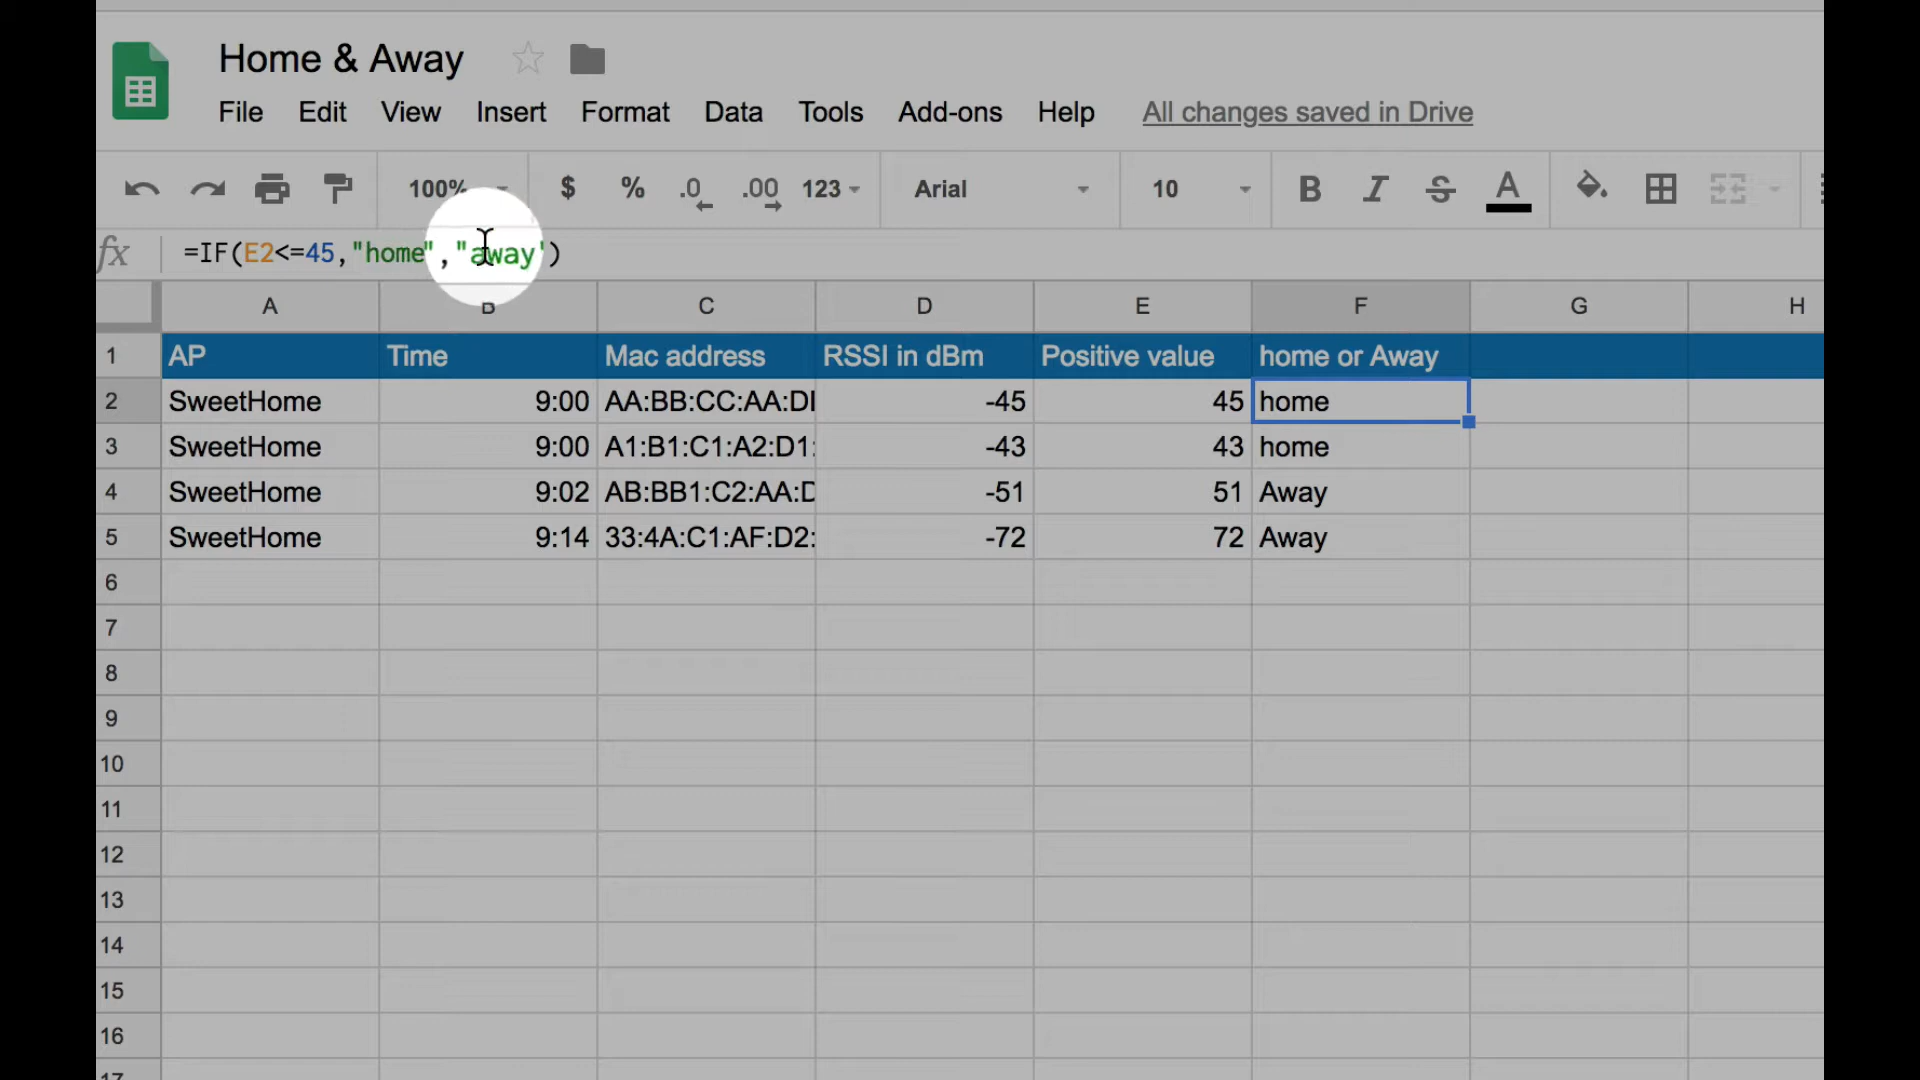 Home & Away
File Edit View Insert Format Data Tools Add-ons Help All changes saved in Drive
100% $ % .0 .00 123 Arial 10 B I S A
fx =IF(E2<=45,"home","away")
A B C D E F G H
1 AP Time Mac address RSSI in dBm Positive value home or Away
2 SweetHome 9:00 AA:BB:CC:AA:DI -45 45 home
3 SweetHome 9:00 A1:B1:C1:A2:D1: -43 43 home
4 SweetHome 9:02 AB:BB1:C2:AA:D -51 51 Away
5 SweetHome 9:14 33:4A:C1:AF:D2: -72 72 Away
6
7
8
9
10
11
12
13
14
15
16
17